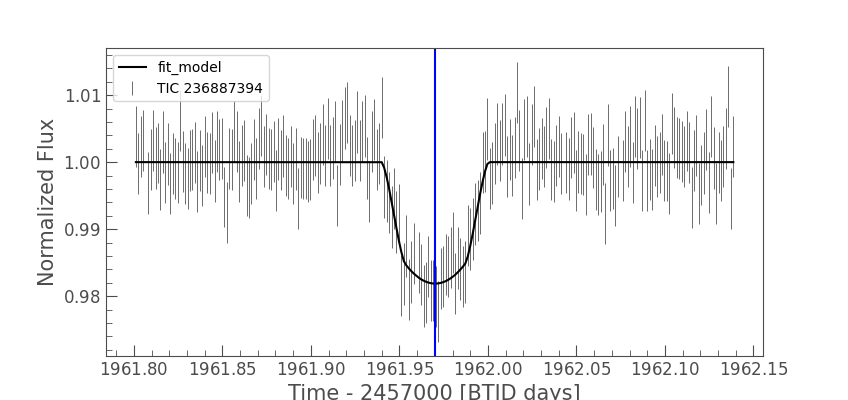 fit_model
TIC 236887394
1.01
1.00
0.99
0.98
Normalized Flux
1961.80 1961.85 1961.90 1961.95 1962.00 1962.05 1962.10 1962.15
Time - 2457000 [BTJD days]